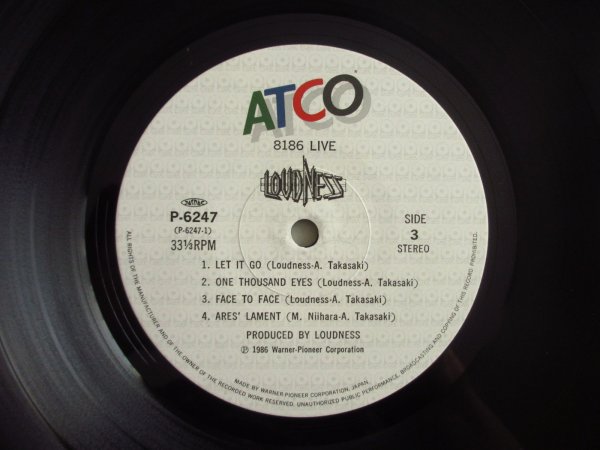 ATCO
8186 LIVE
LOUDNESS
P-6247
(P-6247-1)
33⅓RPM
SIDE
3
STEREO
1. LET IT GO (Loudness-A. Takasaki)
2. ONE THOUSAND EYES (Loudness-A. Takasaki)
3. FACE TO FACE (Loudness-A. Takasaki)
4. ARES' LAMENT (M. Niihara-A. Takasaki)
PRODUCED BY LOUDNESS
Ⓟ 1986 Warner-Pioneer Corporation
MADE BY WARNER-PIONEER CORPORATION, JAPAN.
ALL RIGHTS OF THE MANUFACTURER AND OF THE OWNER OF THE RECORDED WORK RESERVED. UNAUTHORIZED PUBLIC PERFORMANCE, BROADCASTING AND COPYING OF THIS RECORD PROHIBITED.